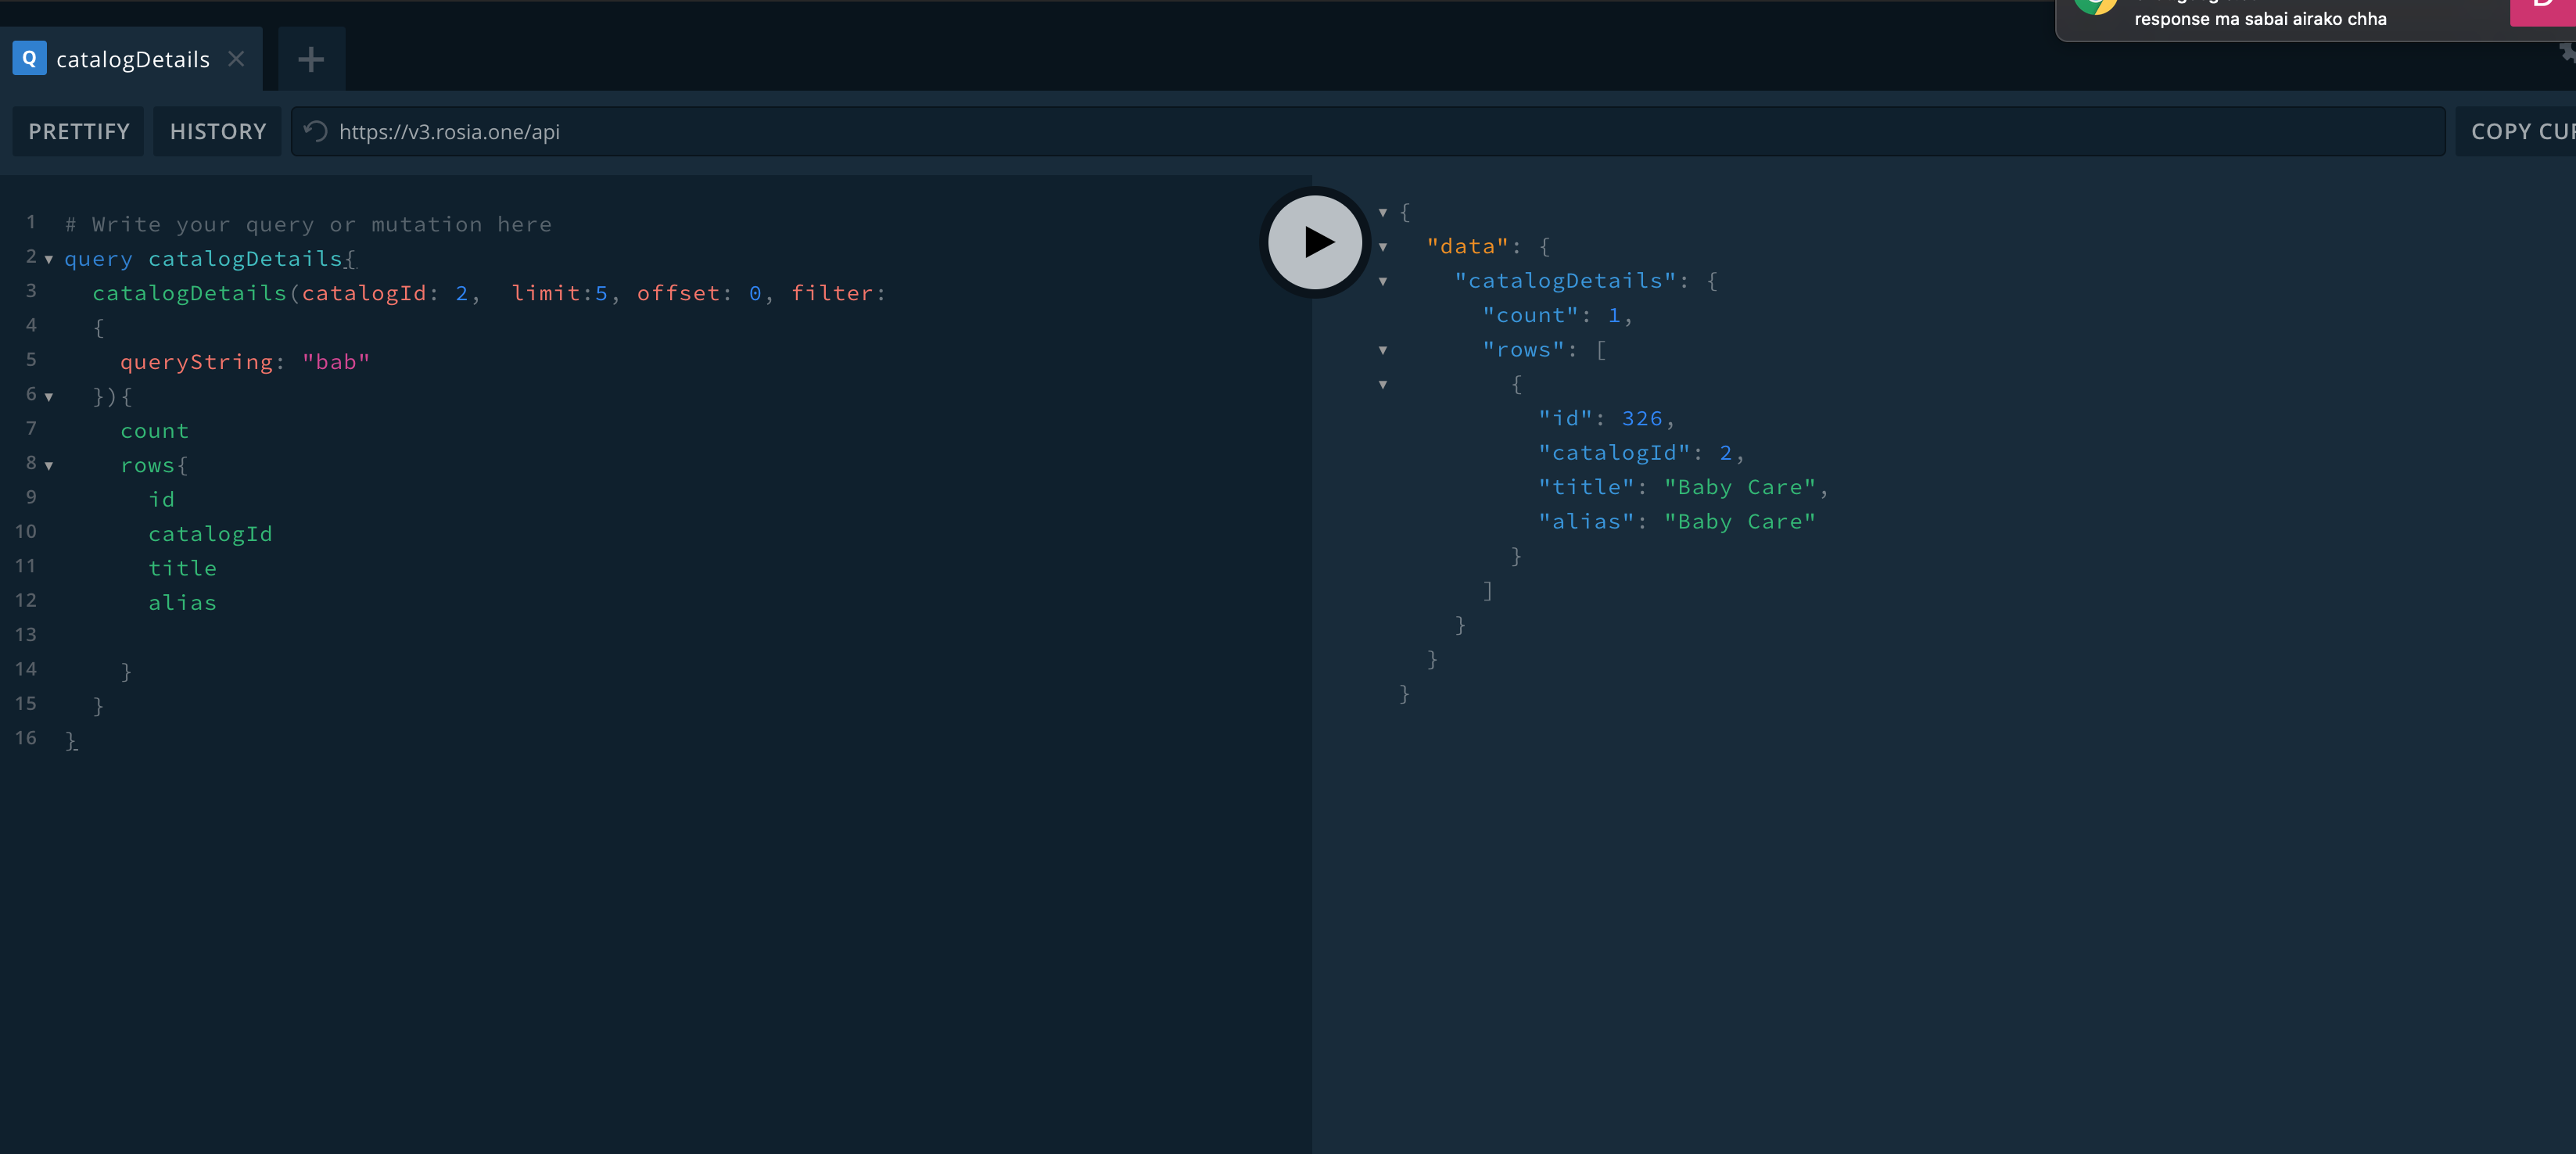 response ma sabai airako chha
Q catalogDetails
PRETTIFY HISTORY https://v3.rosia.one/api COPY
1 # Write your query or mutation here
2 query catalogDetails{
3 catalogDetails(catalogId: 2, limit:5, offset: 0, filter:
4 {
5 queryString: "bab"
6 }){
7 count
8 rows{
9 id
10 catalogId
11 title
12 alias
13
14 }
15 }
16 }
{
"data": {
"catalogDetails": {
"count": 1,
"rows": [
{
"id": 326,
"catalogId": 2,
"title": "Baby Care",
"alias": "Baby Care"
}
]
}
}
}